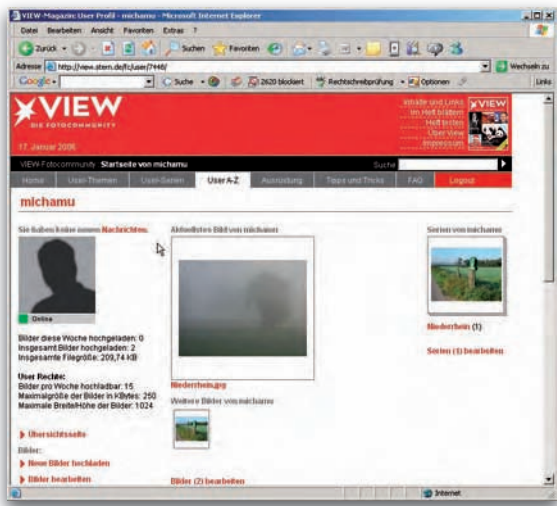 VIEW-Magazin: User Profil - michamu - Microsoft Internet Explorer
Datei Bearbeiten Ansicht Favoriten Extras ?
Zurück Suchen Favoriten
Adresse http://view.stern.de/fc/user/7448/ Wechseln zu
Google Suche 2620 blockiert Rechtschreibprüfung Optionen Links
VIEW
DIE FOTOCOMMUNITY
Inhalte und Links
Im Heft blättern
Heft testen
Über View
Impressum
VIEW
17. Januar 2006
VIEW Fotocommunity Startseite von michamu Suche
Home User-Themen User-Serien User A-Z Ausrüstung Tipps und Tricks FAQ Logout
michamu
Sie haben keine neuen Nachrichten.
Online
Bilder diese Woche hochgeladen: 0
Insgesamt Bilder hochgeladen: 2
Insgesamte Filegröße: 209,74 KB
User Rechte:
Bilder pro Woche hochladbar: 15
Maximalgröße der Bilder in KBytes: 250
Maximale Breite/Höhe der Bilder: 1024
Übersichtsseite
Bilder:
Neue Bilder hochladen
Bilder bearbeiten
Aktuellstes Bild von michamu
Niederrhein.jpg
Weitere Bilder von michamu
Bilder (2) bearbeiten
Serien von michamu
Niederrhein (1)
Serien (1) bearbeiten
Internet